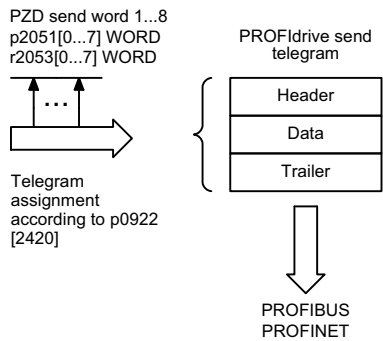 PZD send word 1...8
p2051[0...7] WORD
r2053[0...7] WORD
...
Telegram
assignment
according to p0922
[2420]
PROFIdrive send
telegram
Header
Data
Trailer
PROFIBUS
PROFINET